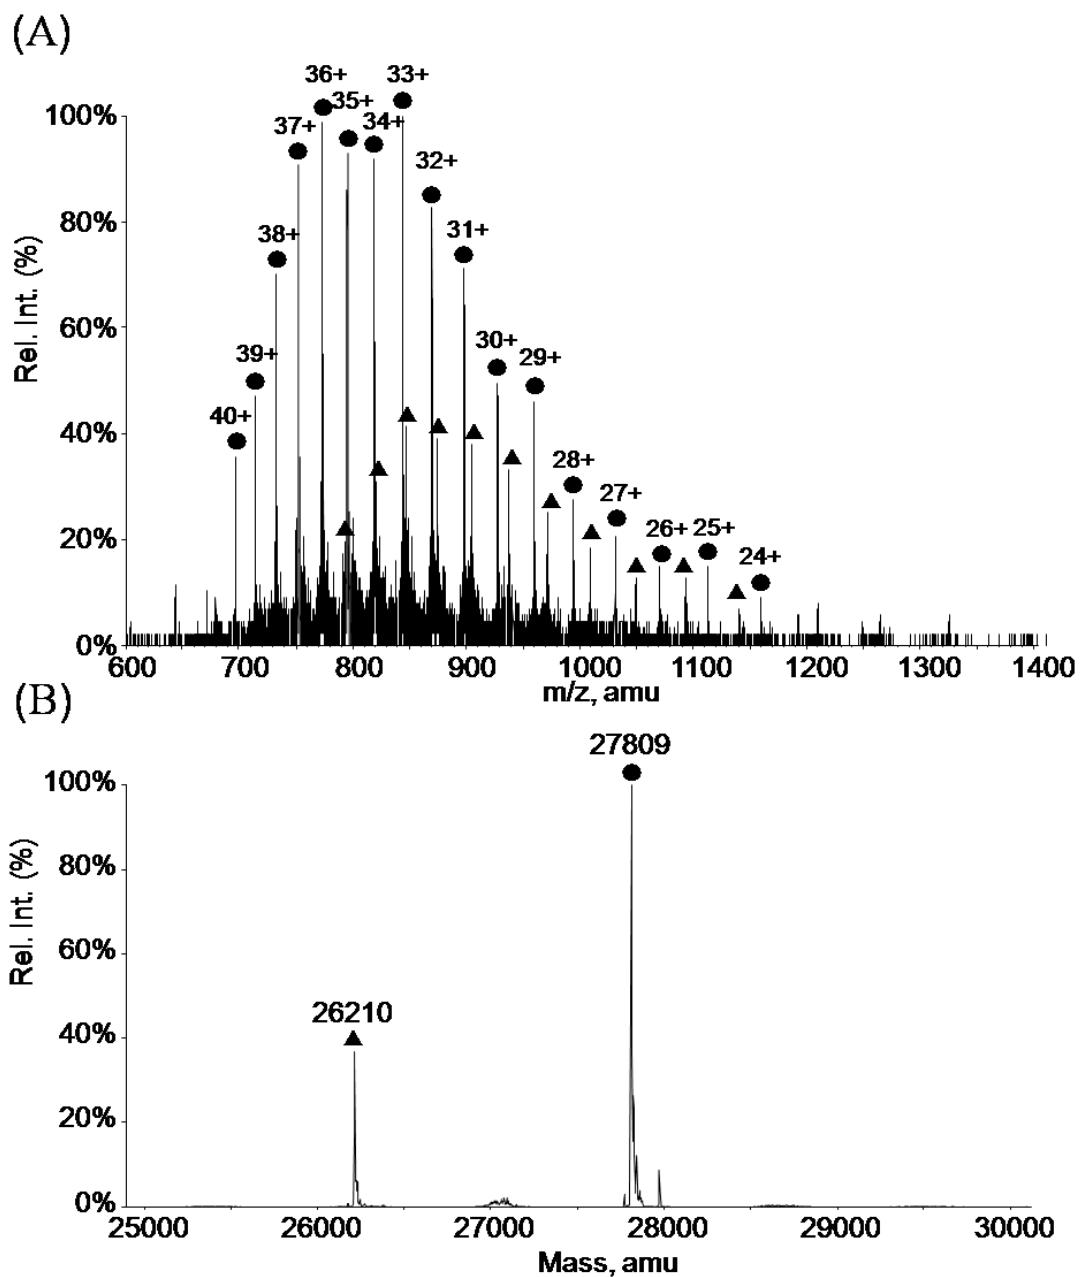 (A)
36+ 33+
35+
100% 37+ 34+
32+
80% 38+ 31+
Rel. Int. (%)
60%
39+ 30+ 29+
40+
40%
28+
27+
26+ 25+
20% 24+
0%
600 700 800 900 1000 1100 1200 1300 1400
m/z, amu
(B)
27809
100%
80%
Rel. Int. (%)
60%
26210
40%
20%
0%
25000 26000 27000 28000 29000 30000
Mass, amu